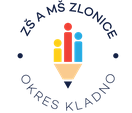 ZŠ A MŠ ZLONICE
OKRES KLADNO